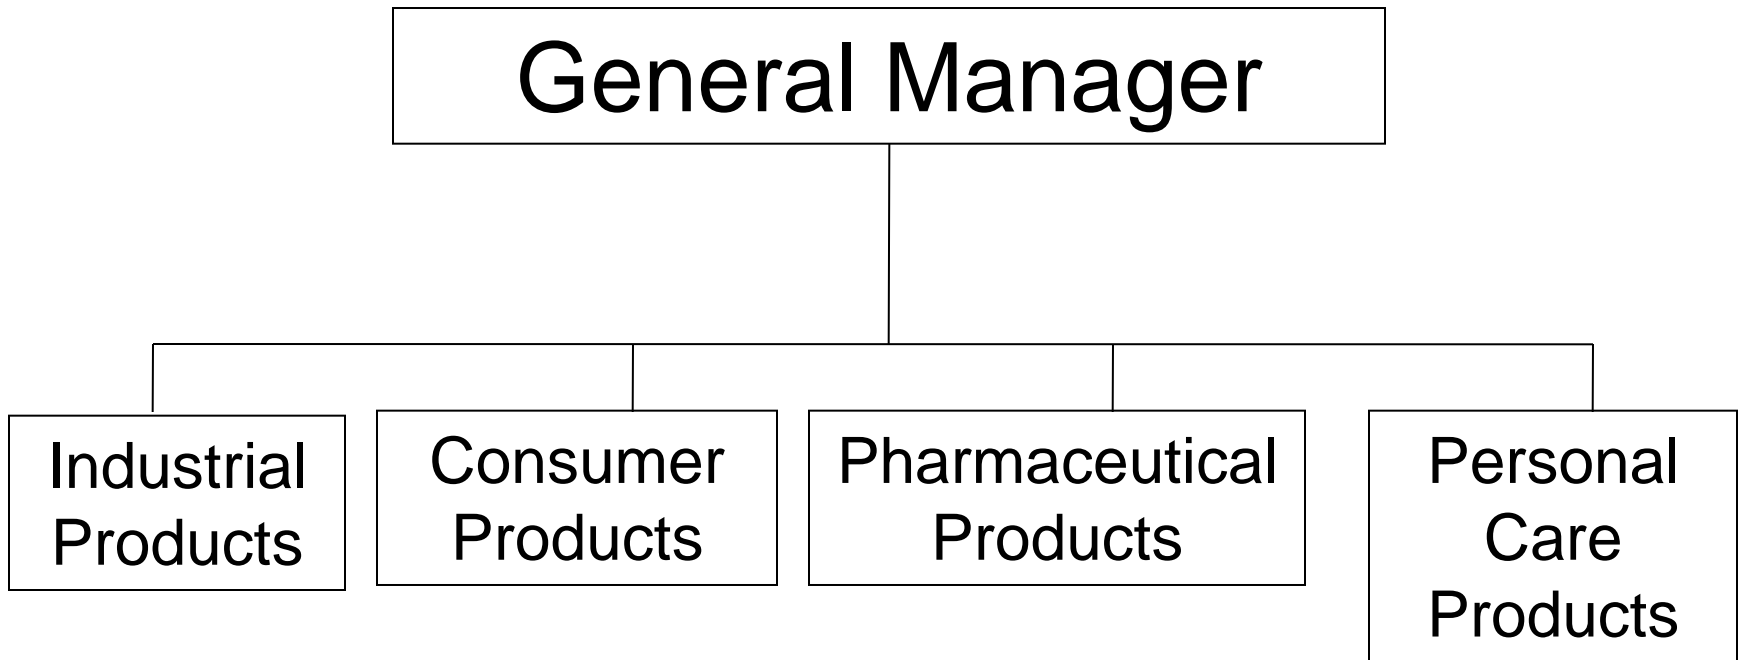 General Manager
Industrial
Products
Consumer
Products
Pharmaceutical
Products
Personal
Care
Products